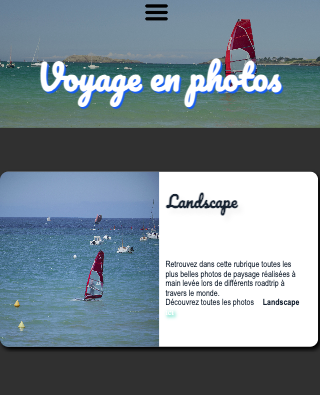 Voyage en photos
Landscape
Retrouvez dans cette rubrique toutes les
plus belles photos de paysage réalisées à
main levée lors de différents roadtrip à
travers le monde.
Découvrez toutes les photos Landscape